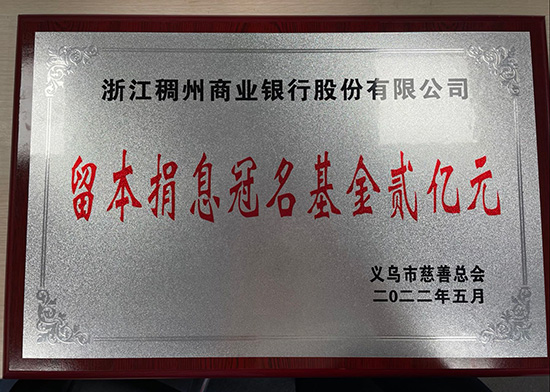 浙江稠州商业银行股份有限公司
留本捐息冠名基金贰亿元
义乌市慈善总会
二0二二年五月